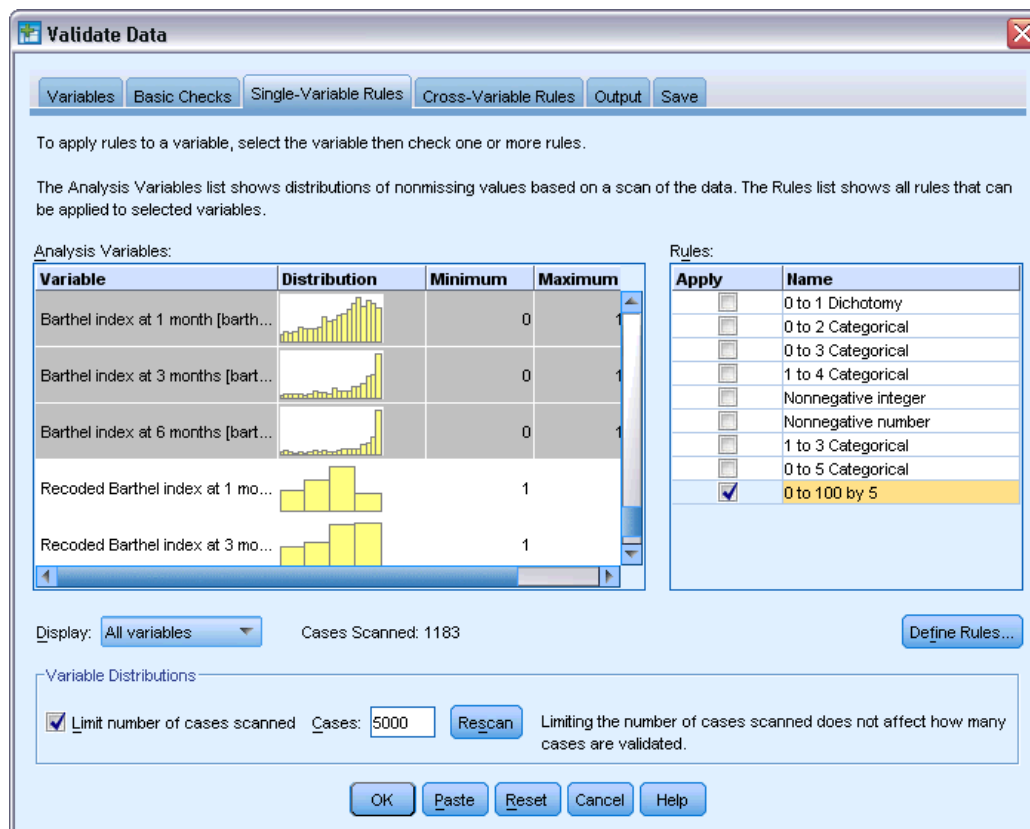 Validate Data
Variables Basic Checks Single-Variable Rules Cross-Variable Rules Output Save
To apply rules to a variable, select the variable then check one or more rules.
The Analysis Variables list shows distributions of nonmissing values based on a scan of the data. The Rules list shows all rules that can
be applied to selected variables.
Analysis Variables:
Variable Distribution Minimum Maximum
Barthel index at 1 month [barth... 0 1
Barthel index at 3 months [bart... 0 1
Barthel index at 6 months [bart... 0 1
Recoded Barthel index at 1 mo... 1
Recoded Barthel index at 3 mo... 1
Rules:
Apply Name
0 to 1 Dichotomy
0 to 2 Categorical
0 to 3 Categorical
1 to 4 Categorical
Nonnegative integer
Nonnegative number
1 to 3 Categorical
0 to 5 Categorical
0 to 100 by 5
Display: All variables Cases Scanned: 1183 Define Rules...
Variable Distributions
Limit number of cases scanned Cases: 5000 Rescan Limiting the number of cases scanned does not affect how many
cases are validated.
OK Paste Reset Cancel Help